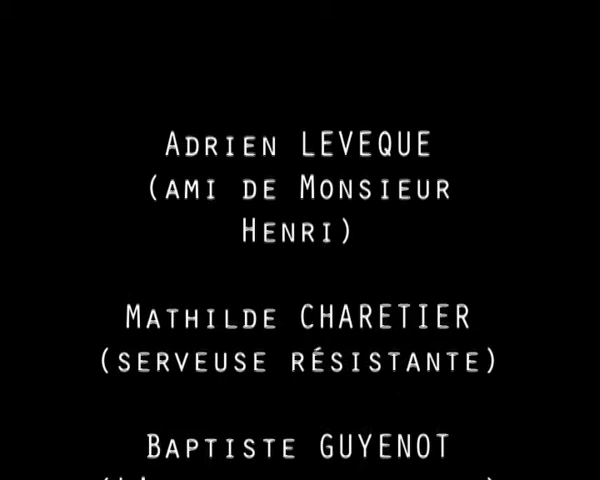 Adrien LEVEQUE
(ami de Monsieur
Henri)
Mathilde CHARETIER
(serveuse résistante)
Baptiste GUYENOT